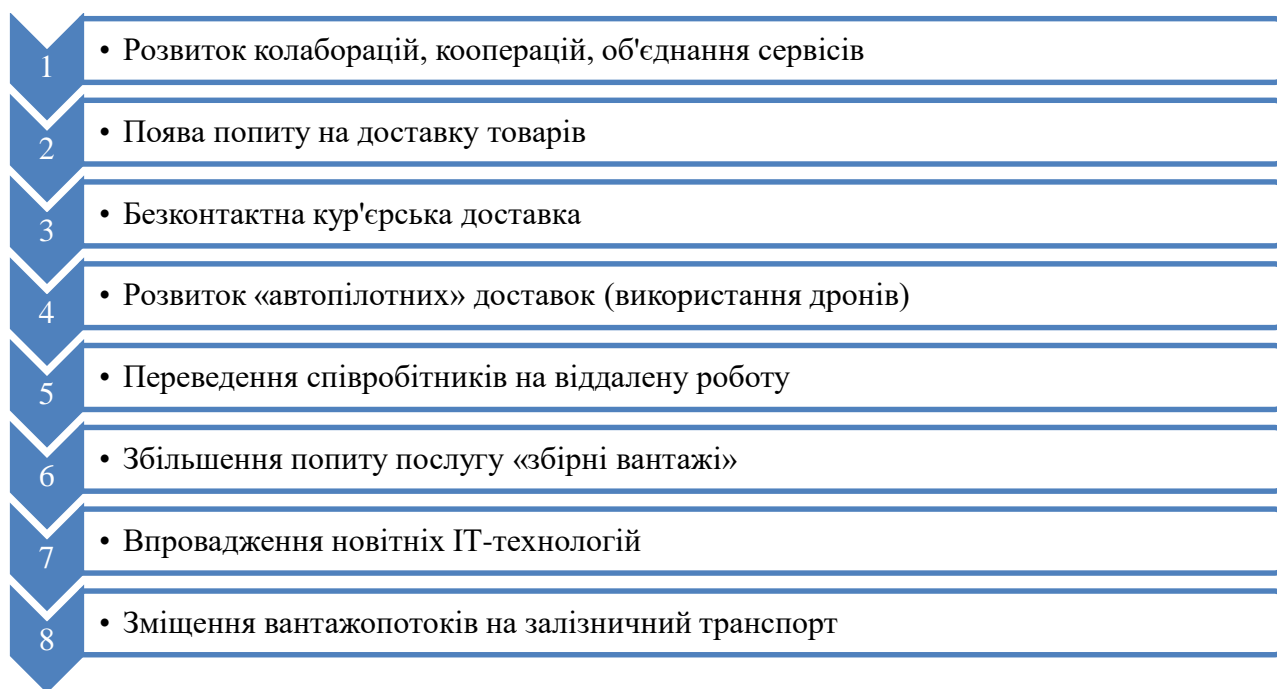 1
• Розвиток колаборацій, кооперацій, об'єднання сервісів
2
• Поява попиту на доставку товарів
3
• Безконтактна кур'єрська доставка
4
• Розвиток «автопілотних» доставок (використання дронів)
5
• Переведення співробітників на віддалену роботу
6
• Збільшення попиту послугу «збірні вантажі»
7
• Впровадження новітніх ІТ-технологій
8
• Зміщення вантажопотоків на залізничний транспорт